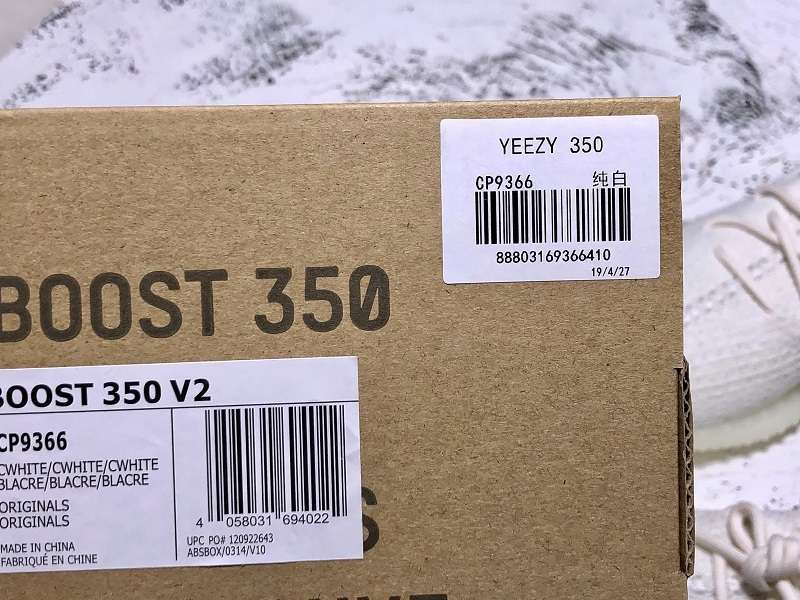 YEEZY 350
CP9366 纯白
88803169366410
19/4/27
BOOST 350
BOOST 350 V2
CP9366
CWHITE/CWHITE/CWHITE
BLACRE/BLACRE/BLACRE
ORIGINALS
ORIGINALS
MADE IN CHINA
FABRIQUÉ EN CHINE
4 058031 694022
UPC PO# 120922643
ABSBOX/0314/V10